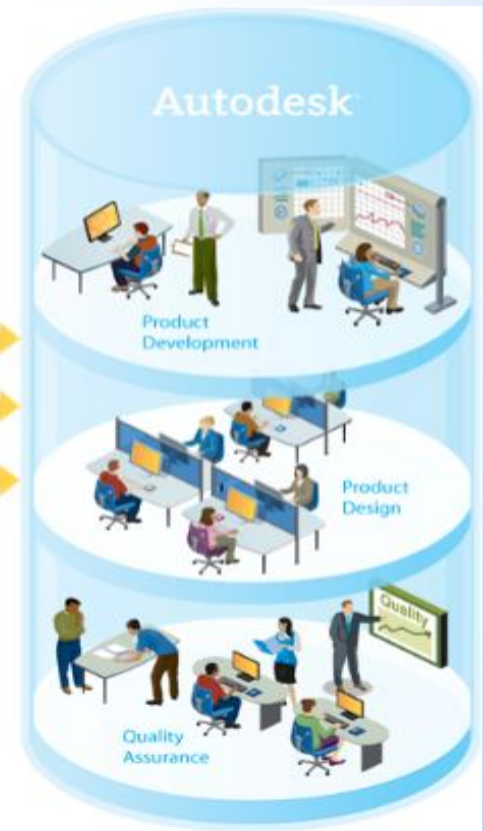 Autodesk
Product
Development
Product
Design
Quality
Quality
Assurance